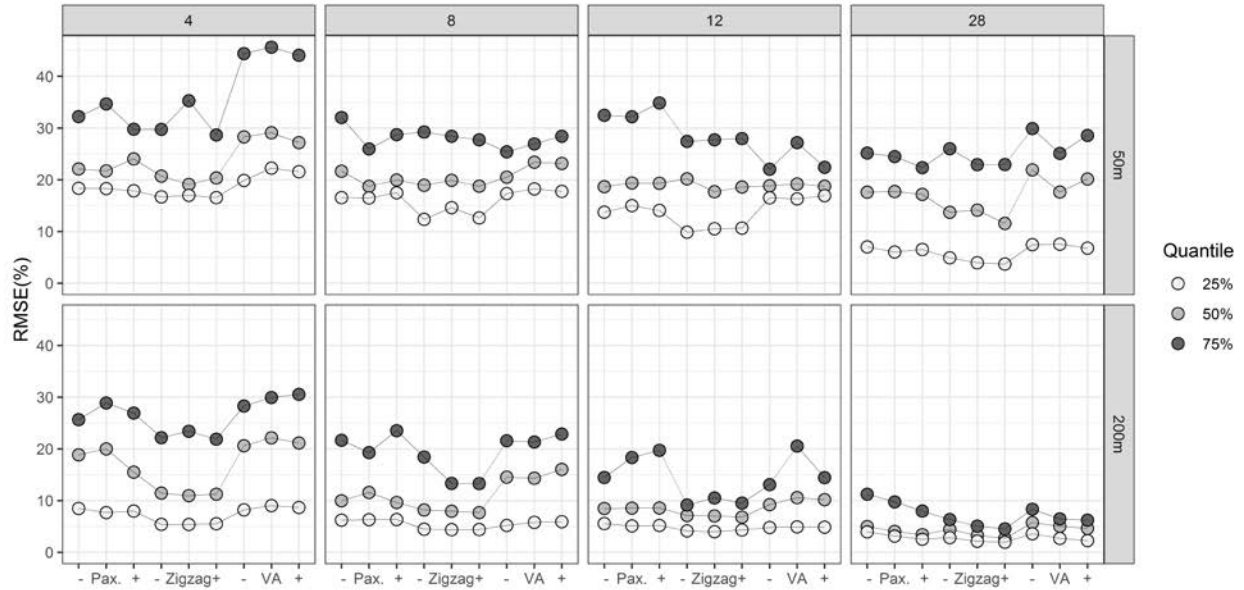 4 8 12 28
40
30
20
10
0
50m
40
30
20
10
0
200m
RMSE(%)
- Pax. + - Zigzag+ - VA + - Pax. + - Zigzag+ - VA + - Pax. + - Zigzag+ - VA + - Pax. + - Zigzag+ - VA +
Quantile
25%
50%
75%